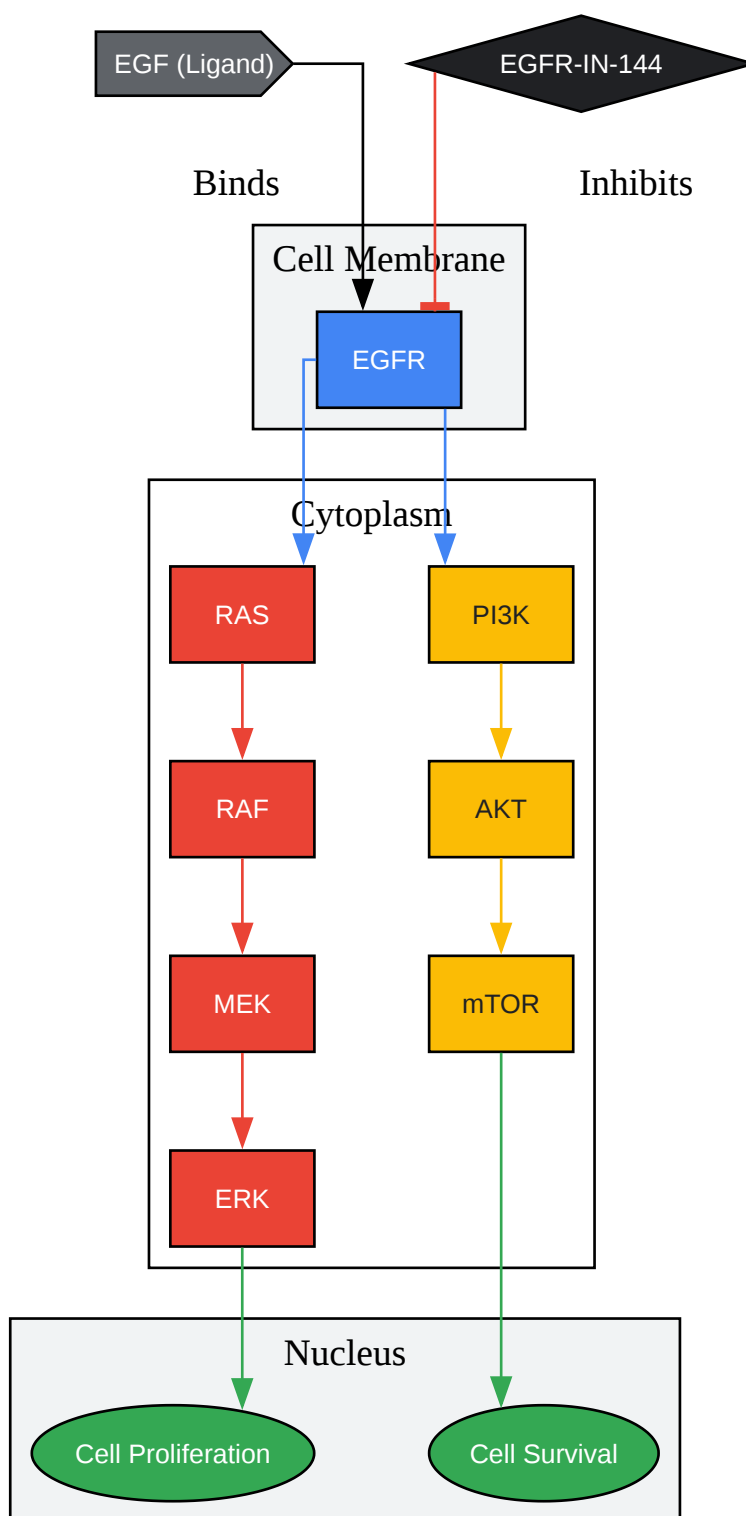 EGF (Ligand)
EGFR-IN-144
Binds
Inhibits
Cell Membrane
EGFR
Cytoplasm
RAS
PI3K
RAF
AKT
MEK
mTOR
ERK
Nucleus
Cell Proliferation
Cell Survival